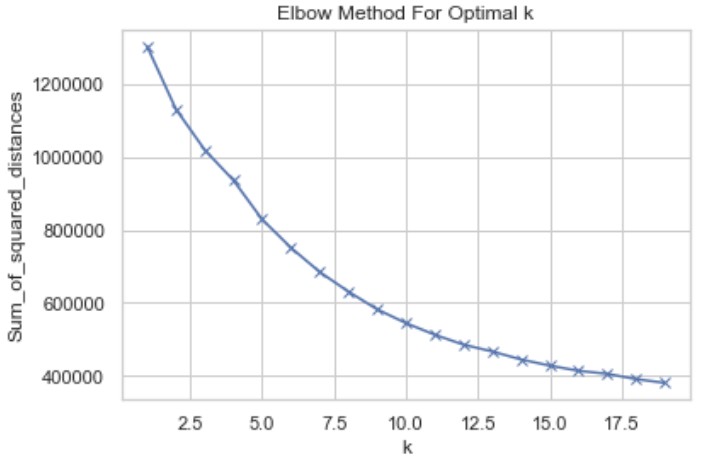 Elbow Method For Optimal k
Sum_of_squared_distances
1200000
1000000
800000
600000
400000
2.5 5.0 7.5 10.0 12.5 15.0 17.5
k